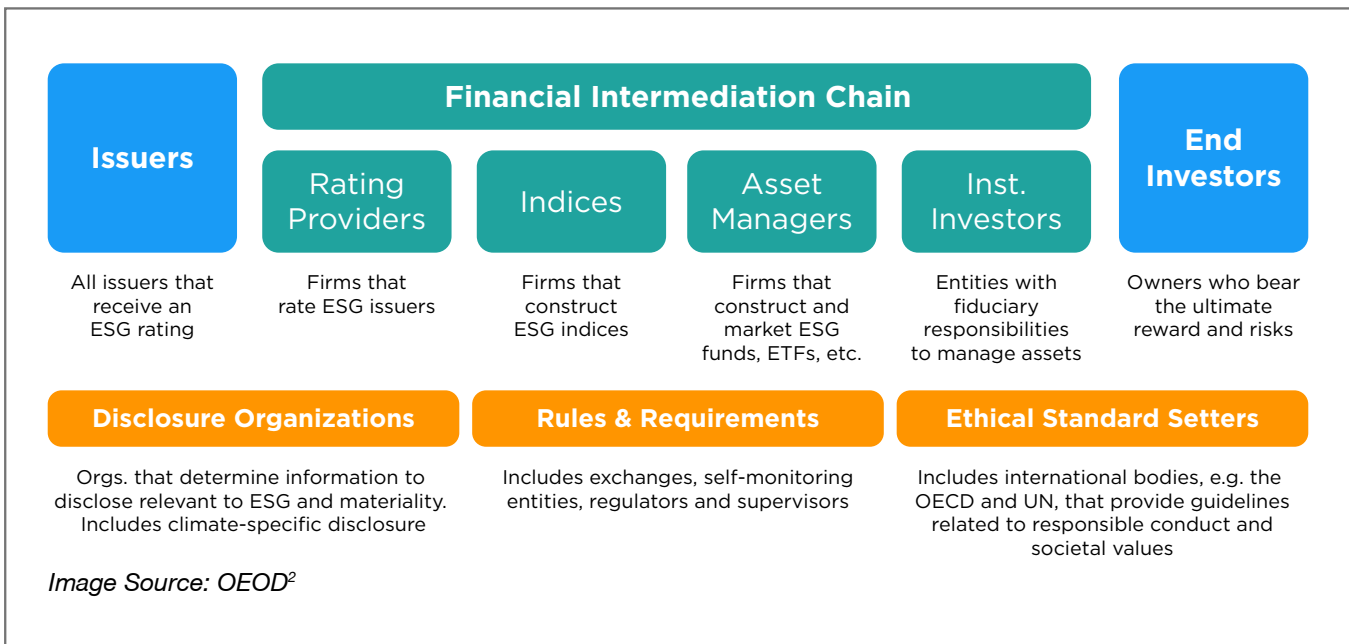 Issuers
Financial Intermediation Chain
Rating
Providers
Indices
Asset
Managers
Inst.
Investors
End
Investors
All issuers that
receive an
ESG rating
Firms that
rate ESG issuers
Firms that
construct
ESG indices
Firms that
construct and
market ESG
funds, ETFs, etc.
Entities with
fiduciary
responsibilities
to manage assets
Owners who bear
the ultimate
reward and risks
Disclosure Organizations
Rules & Requirements
Ethical Standard Setters
Orgs. that determine information to
disclose relevant to ESG and materiality.
Includes climate-specific disclosure
Includes exchanges, self-monitoring
entities, regulators and supervisors
Includes international bodies, e.g. the
OECD and UN, that provide guidelines
related to responsible conduct and
societal values
Image Source: OEOD²